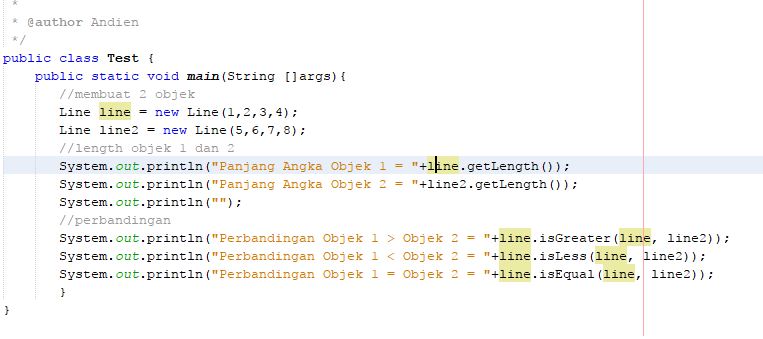 *
* @author Andien
*/
public class Test {
public static void main(String []args){
//membuat 2 objek
Line line = new Line(1,2,3,4);
Line line2 = new Line(5,6,7,8);
//length objek 1 dan 2
System.out.println("Panjang Angka Objek 1 = "+line.getLength());
System.out.println("Panjang Angka Objek 2 = "+line2.getLength());
System.out.println("");
//perbandingan
System.out.println("Perbandingan Objek 1 > Objek 2 = "+line.isGreater(line, line2));
System.out.println("Perbandingan Objek 1 < Objek 2 = "+line.isLess(line, line2));
System.out.println("Perbandingan Objek 1 = Objek 2 = "+line.isEqual(line, line2));
}
}